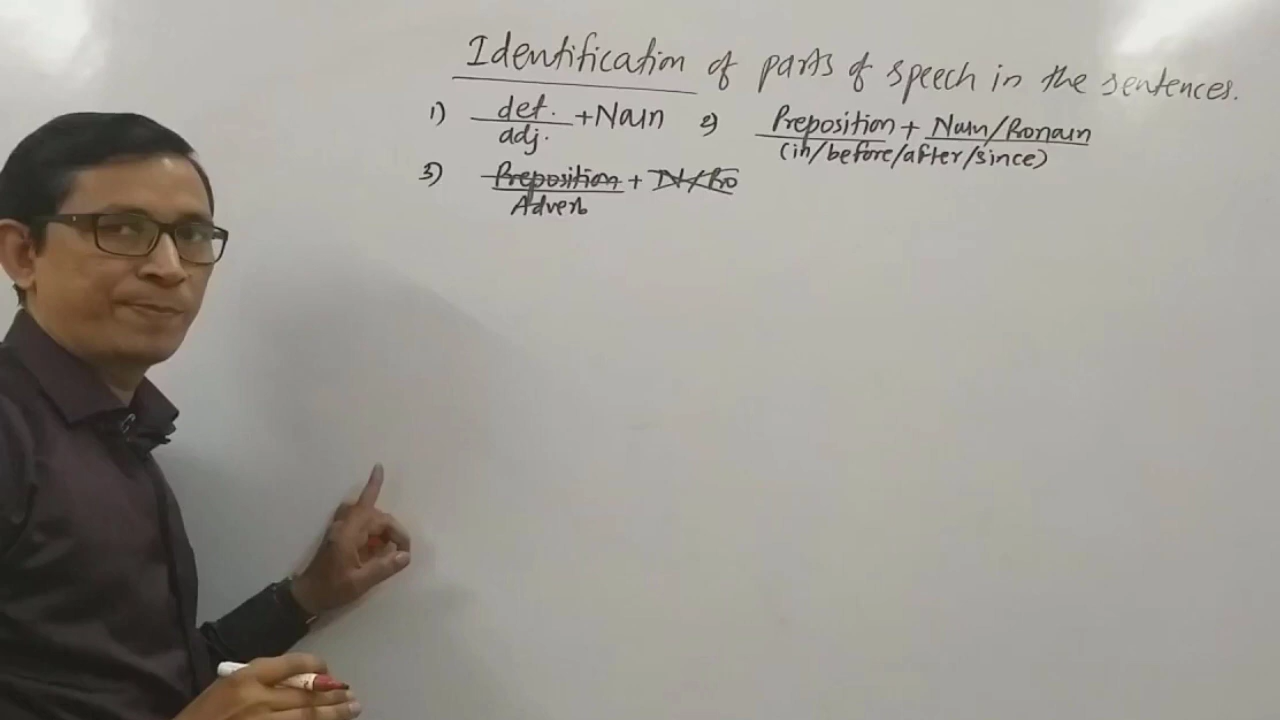 Identification of parts of speech in the sentences.
1) det. + Noun 2) Preposition + Noun/Pronoun
adj. (in/before/after/since)
3) Preposition + N/Pro
Adverb